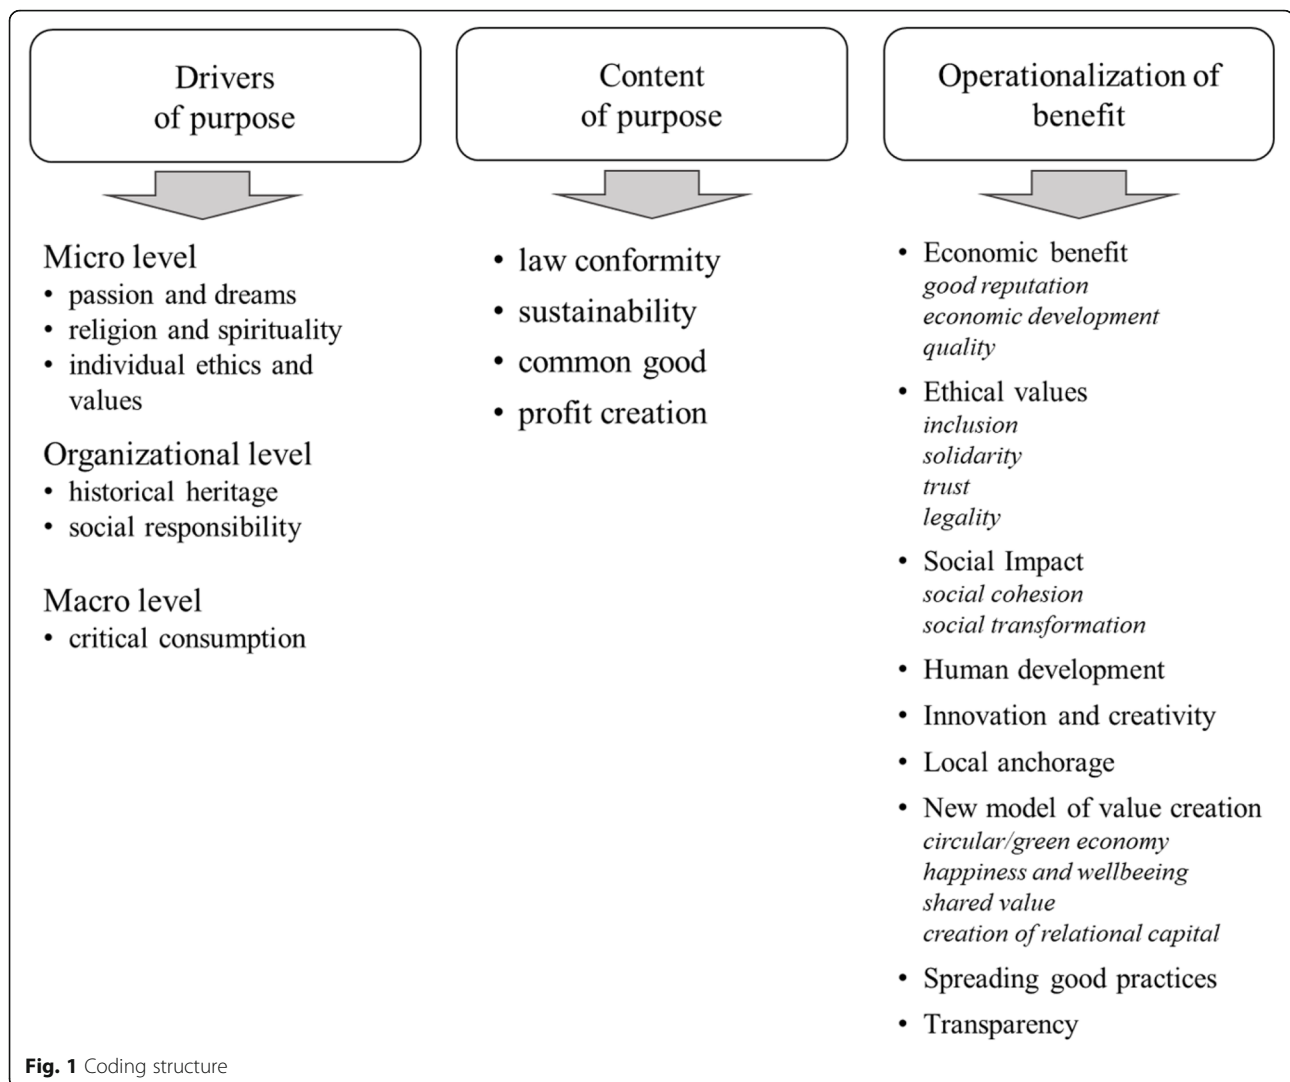 Drivers
of purpose
Micro level
• passion and dreams
• religion and spirituality
• individual ethics and
values
Organizational level
• historical heritage
• social responsibility
Macro level
• critical consumption
Content
of purpose
• law conformity
• sustainability
• common good
• profit creation
Operationalization of
benefit
• Economic benefit
good reputation
economic development
quality
• Ethical values
inclusion
solidarity
trust
legality
• Social Impact
social cohesion
social transformation
• Human development
• Innovation and creativity
• Local anchorage
• New model of value creation
circular/green economy
happiness and wellbeeing
shared value
creation of relational capital
• Spreading good practices
• Transparency
Fig. 1 Coding structure